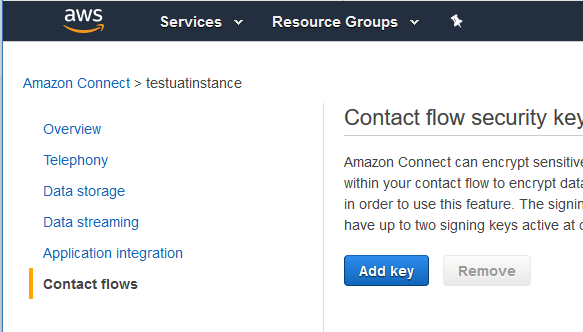 aws
Services
Resource Groups
Amazon Connect > testuatinstance
Overview
Telephony
Data storage
Data streaming
Application integration
Contact flows
Contact flow security key
Amazon Connect can encrypt sensitive
within your contact flow to encrypt data
in order to use this feature. The signin
have up to two signing keys active at o
Add key
Remove